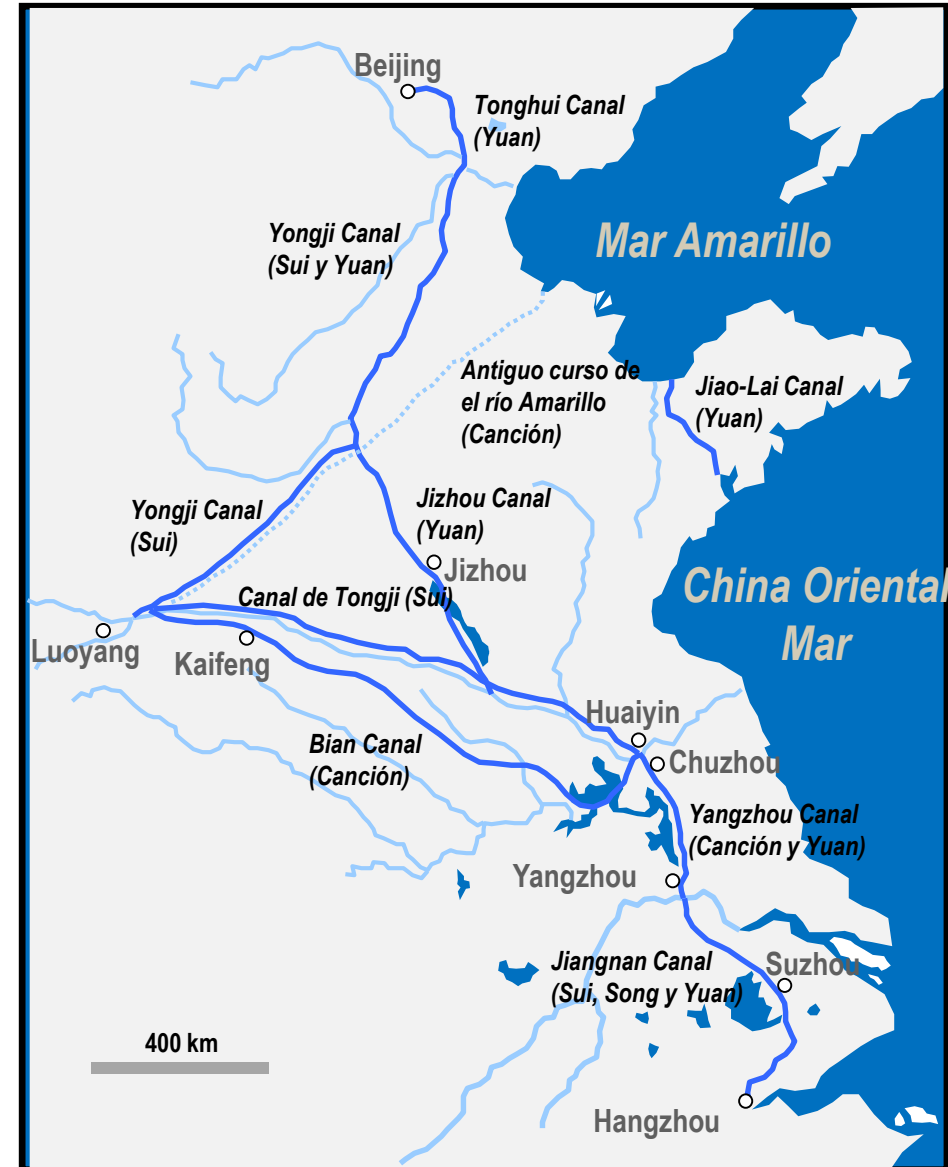 Beijing
Tonghui Canal
(Yuan)
Yongji Canal
(Sui y Yuan)
Mar Amarillo
Antiguo curso de
el río Amarillo
(Canción)
Jiao-Lai Canal
(Yuan)
Yongji Canal
(Sui)
Jizhou Canal
(Yuan)
Jizhou
Canal de Tongji (Sui)
China Oriental
Mar
Luoyang
Kaifeng
Huaiyin
Bian Canal
(Canción)
Chuzhou
Yangzhou Canal
(Canción y Yuan)
Yangzhou
Jiangnan Canal
(Sui, Song y Yuan)
Suzhou
400 km
Hangzhou